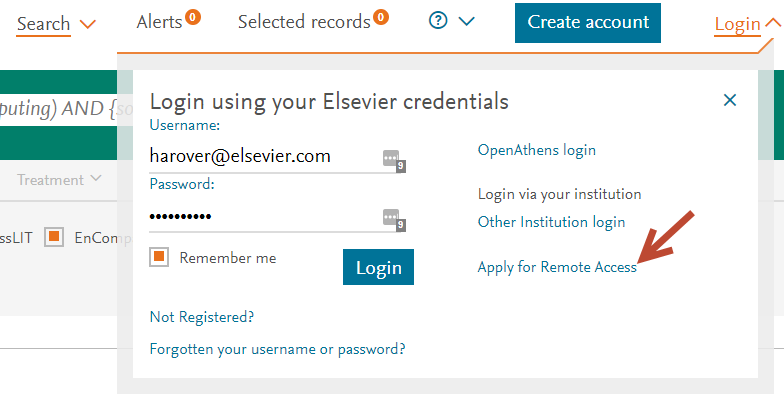 Search
Alerts 0
Selected records 0
?
Create account
Login
puting) AND {so
Treatment
ssLIT
EnComp
Login using your Elsevier credentials
Username:
harover@elsevier.com
9
Password:
••••••••••
9
Remember me
Login
Not Registered?
Forgotten your username or password?
OpenAthens login
Login via your institution
Other Institution login
Apply for Remote Access